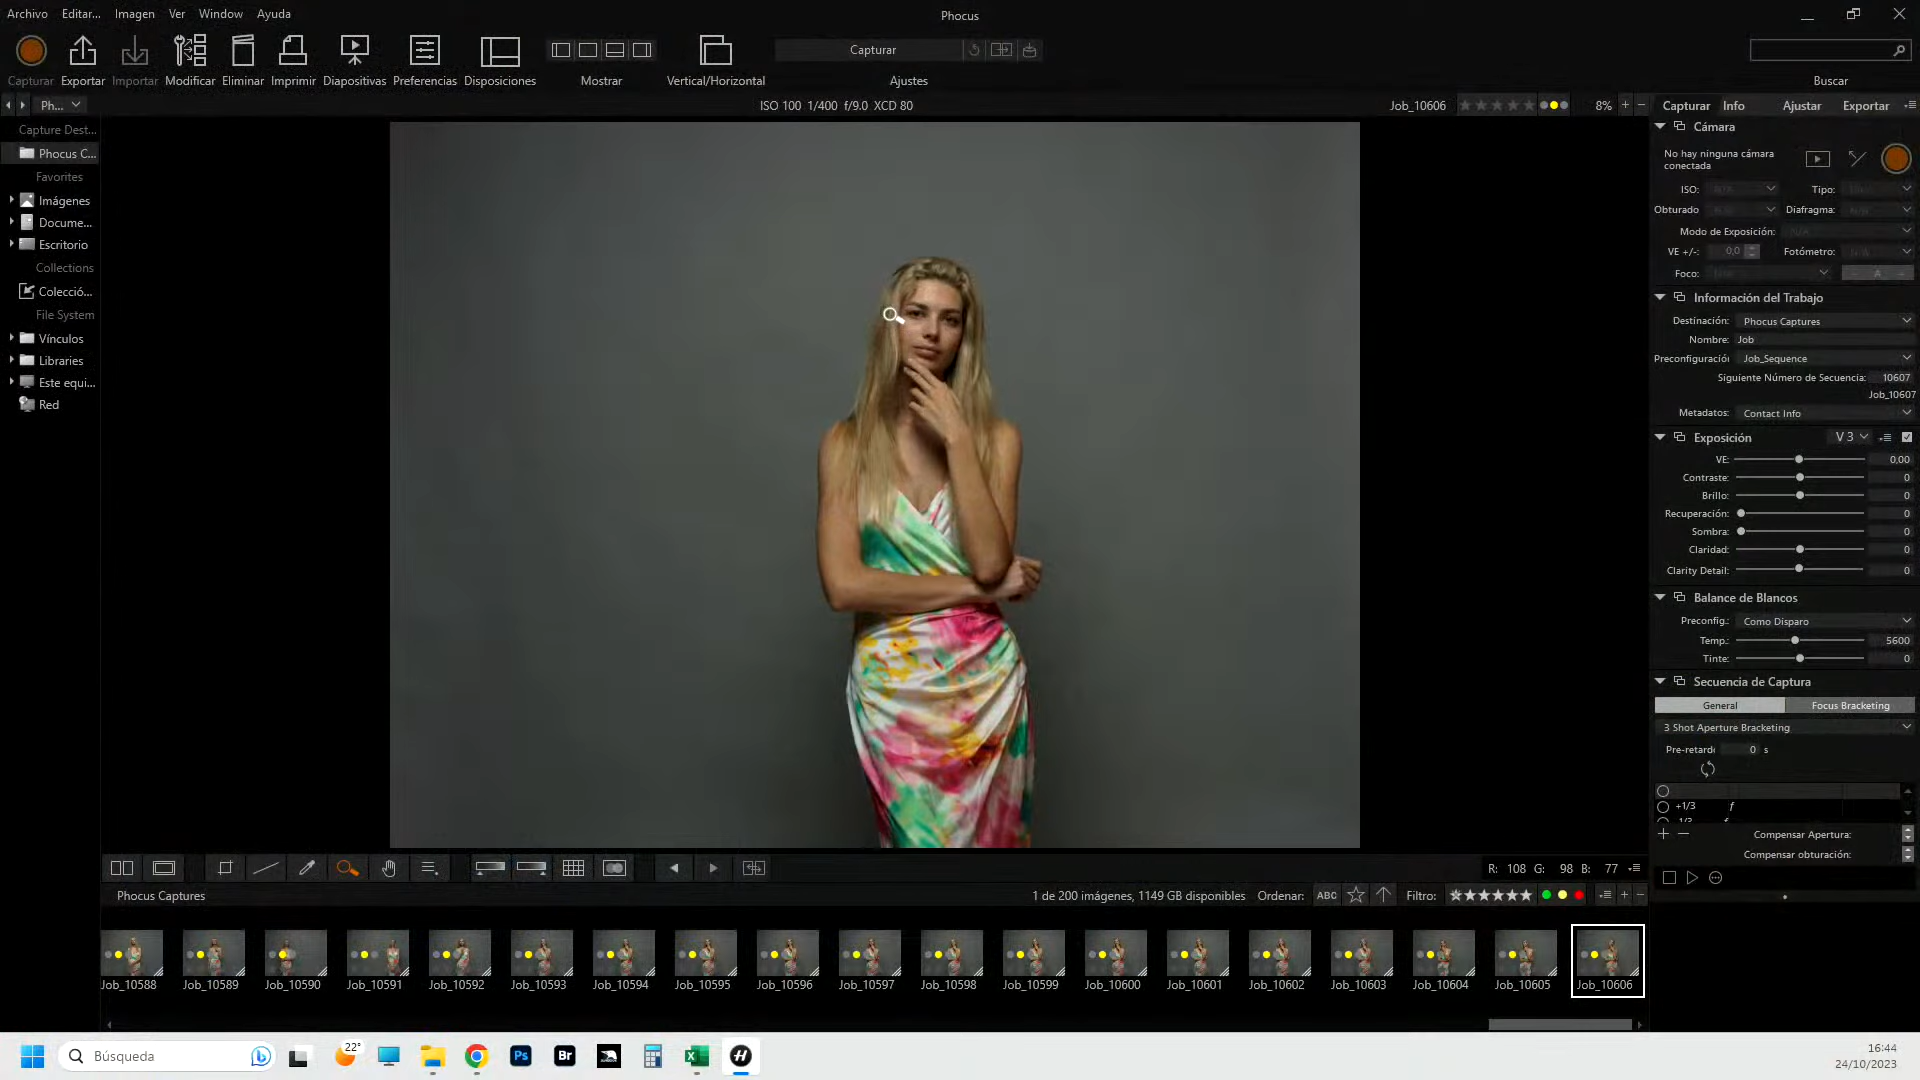 Archivo Editar... Imagen Ver Window Ayuda
Phocus
Capturar Exportar Importar Modificar Eliminar Imprimir Diapositivas Preferencias Disposiciones Mostrar Vertical/Horizontal
Capturar
Ajustes
Buscar
Ph...
ISO 100 1/400 f/9.0 XCD 80
Job_10606
8%
Capturar Info Ajustar Exportar
Capture Dest...
Phocus C...
Favorites
Imágenes
Docume...
Escritorio
Collections
Colecció...
File System
Vínculos
Libraries
Este equi...
Red
Cámara
No hay ninguna cámara
conectada
ISO: Tipo:
Obturado Diafragma:
Modo de Exposición:
VE +/-: 0,0 Fotómetro:
Foco: A
Información del Trabajo
Destinación: Phocus Captures
Nombre: Job
Preconfiguració Job_Sequence
Siguiente Número de Secuencia: 10607
Job_10607
Metadatos: Contact Info
Exposición V 3
VE: 0,00
Contraste: 0
Brillo: 0
Recuperación: 0
Sombra: 0
Claridad: 0
Clarity Detail: 0
Balance de Blancos
Preconfig.: Como Disparo
Temp.: 5600
Tinte: 0
Secuencia de Captura
General Focus Bracketing
3 Shot Aperture Bracketing
Pre-retard 0 s
+1/3 f
Compensar Apertura:
Compensar obturación:
R: 108 G: 98 B: 77
Phocus Captures
1 de 200 imágenes, 1149 GB disponibles Ordenar: ABC Filtro:
Job_10588 Job_10589 Job_10590 Job_10591 Job_10592 Job_10593 Job_10594 Job_10595 Job_10596 Job_10597 Job_10598 Job_10599 Job_10600 Job_10601 Job_10602 Job_10603 Job_10604 Job_10605 Job_10606
Búsqueda
22°
Ps
Br
16:44
24/10/2023